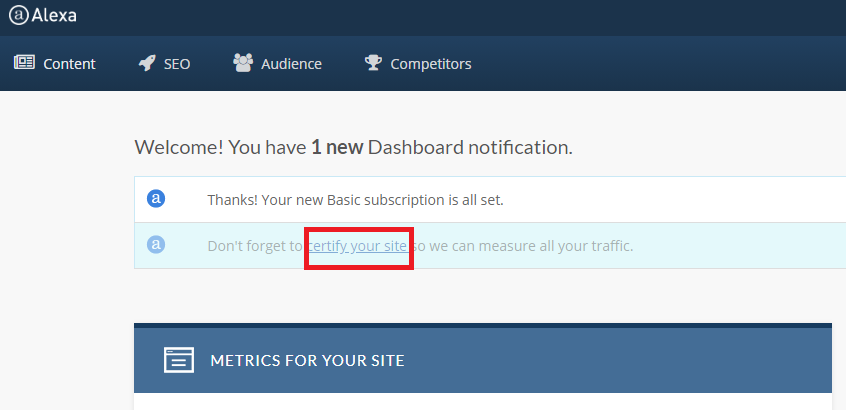 Alexa
Content SEO Audience Competitors
Welcome! You have 1 new Dashboard notification.
a Thanks! Your new Basic subscription is all set.
a Don't forget to certify your site so we can measure all your traffic.
METRICS FOR YOUR SITE